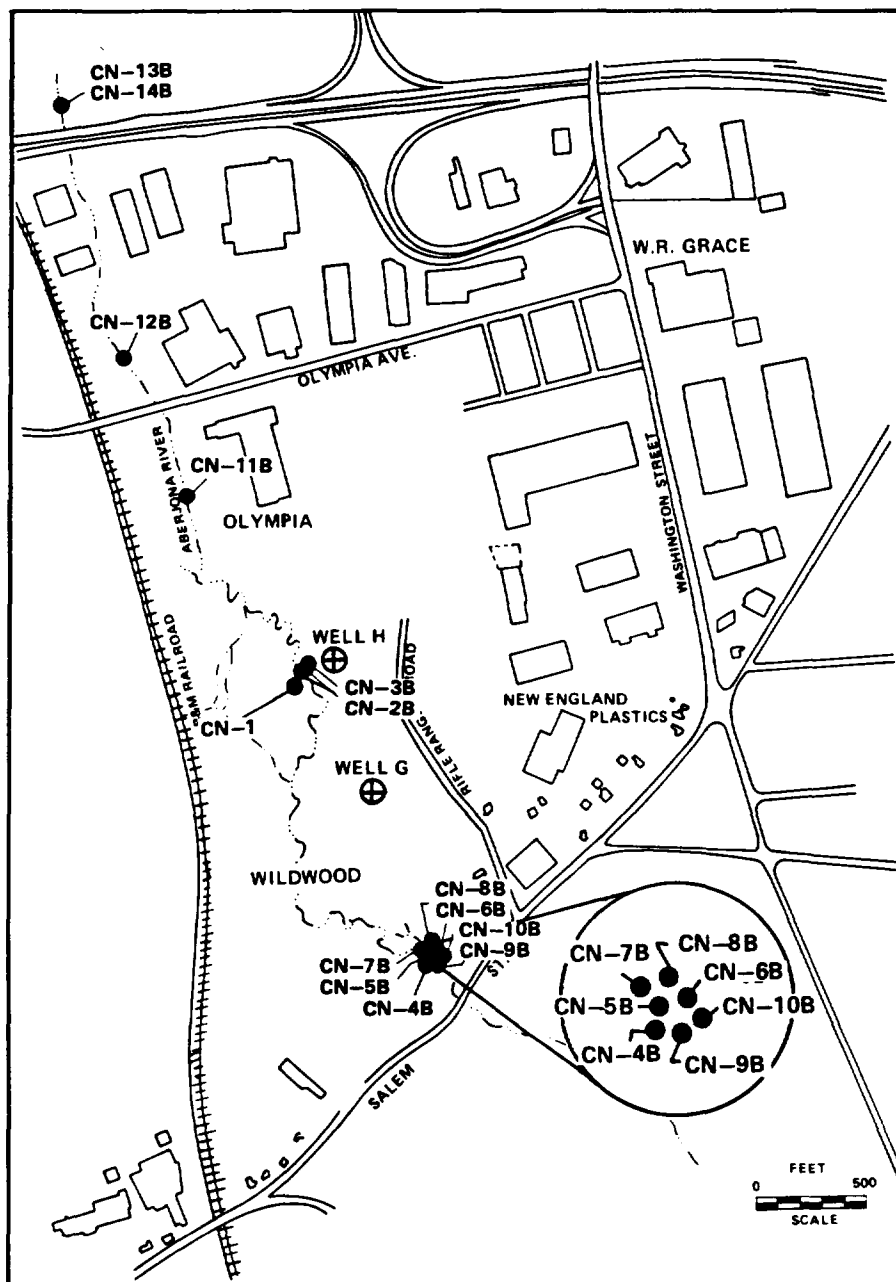 CN-13B
CN-14B
W.R. GRACE
CN-12B
OLYMPIA AVE.
ABERJONA RIVER
CN-11B
OLYMPIA
WASHINGTON STREET
WELL H
B&M RAILROAD
CN-3B
CN-2B
CN-1
RIFLE RANG. ROAD
NEW ENGLAND
PLASTICS
WELL G
WILDWOOD
CN-8B
CN-6B
CN-10B
CN-9B
CN-7B
CN-5B
CN-4B
SALEM
ST.
CN-7B
CN-8B
CN-6B
CN-5B
CN-10B
CN-4B
CN-9B
FEET
0 500
SCALE